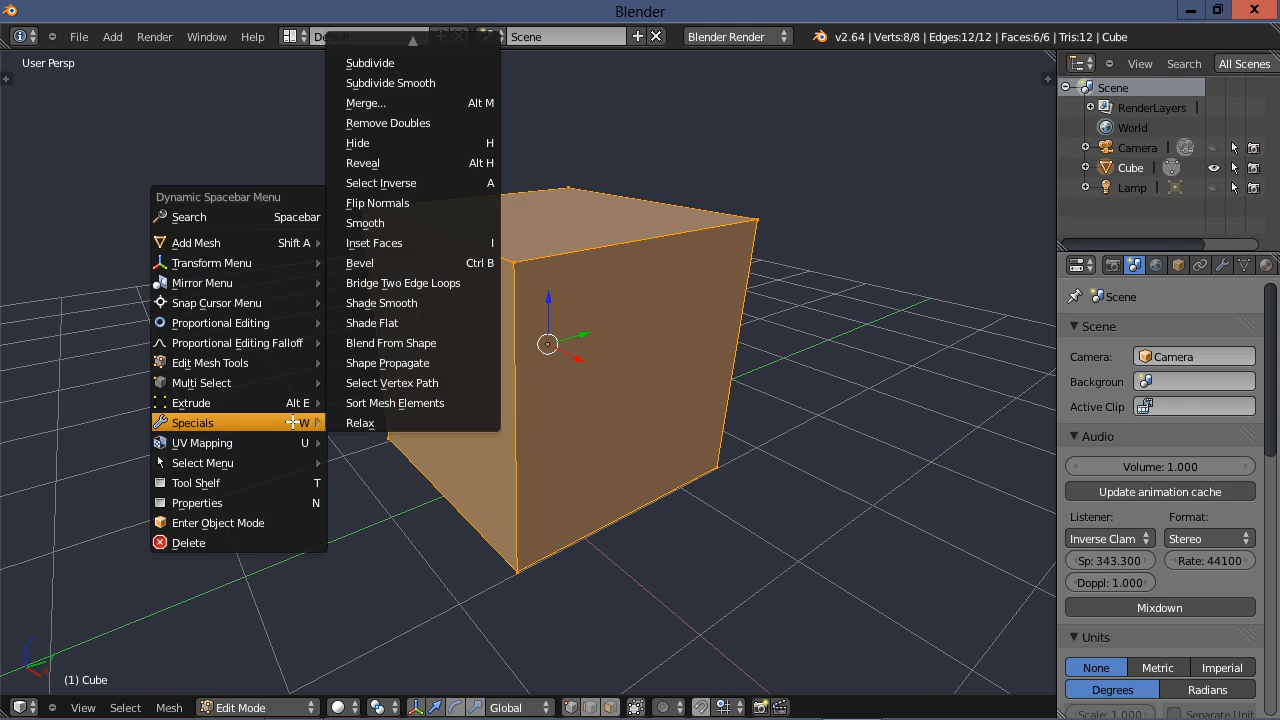 Blender
File Add Render Window Help
Scene
Blender Render
v2.64 | Verts:8/8 | Edges:12/12 | Faces:6/6 | Tris:12 | Cube
User Persp
Subdivide
Subdivide Smooth
Merge... Alt M
Remove Doubles
Hide H
Reveal Alt H
Select Inverse A
Flip Normals
Smooth
Inset Faces I
Bevel Ctrl B
Bridge Two Edge Loops
Shade Smooth
Shade Flat
Blend From Shape
Shape Propagate
Select Vertex Path
Sort Mesh Elements
Relax
Dynamic Spacebar Menu
Search Spacebar
Add Mesh Shift A
Transform Menu
Mirror Menu
Snap Cursor Menu
Proportional Editing
Proportional Editing Falloff
Edit Mesh Tools
Multi Select
Extrude Alt E
Specials W
UV Mapping U
Select Menu
Tool Shelf T
Properties N
Enter Object Mode
Delete
(1) Cube
View Select Mesh
Edit Mode
Global
View Search All Scenes
Scene
RenderLayers
World
Camera
Cube
Lamp
Scene
Scene
Camera: Camera
Backgroun
Active Clip
Audio
Volume: 1.000
Update animation cache
Listener: Format:
Inverse Clam Stereo
Sp: 343.300 Rate: 44100
Doppl: 1.000
Mixdown
Units
None Metric Imperial
Degrees Radians
Scale: 1.000 Separate Unit